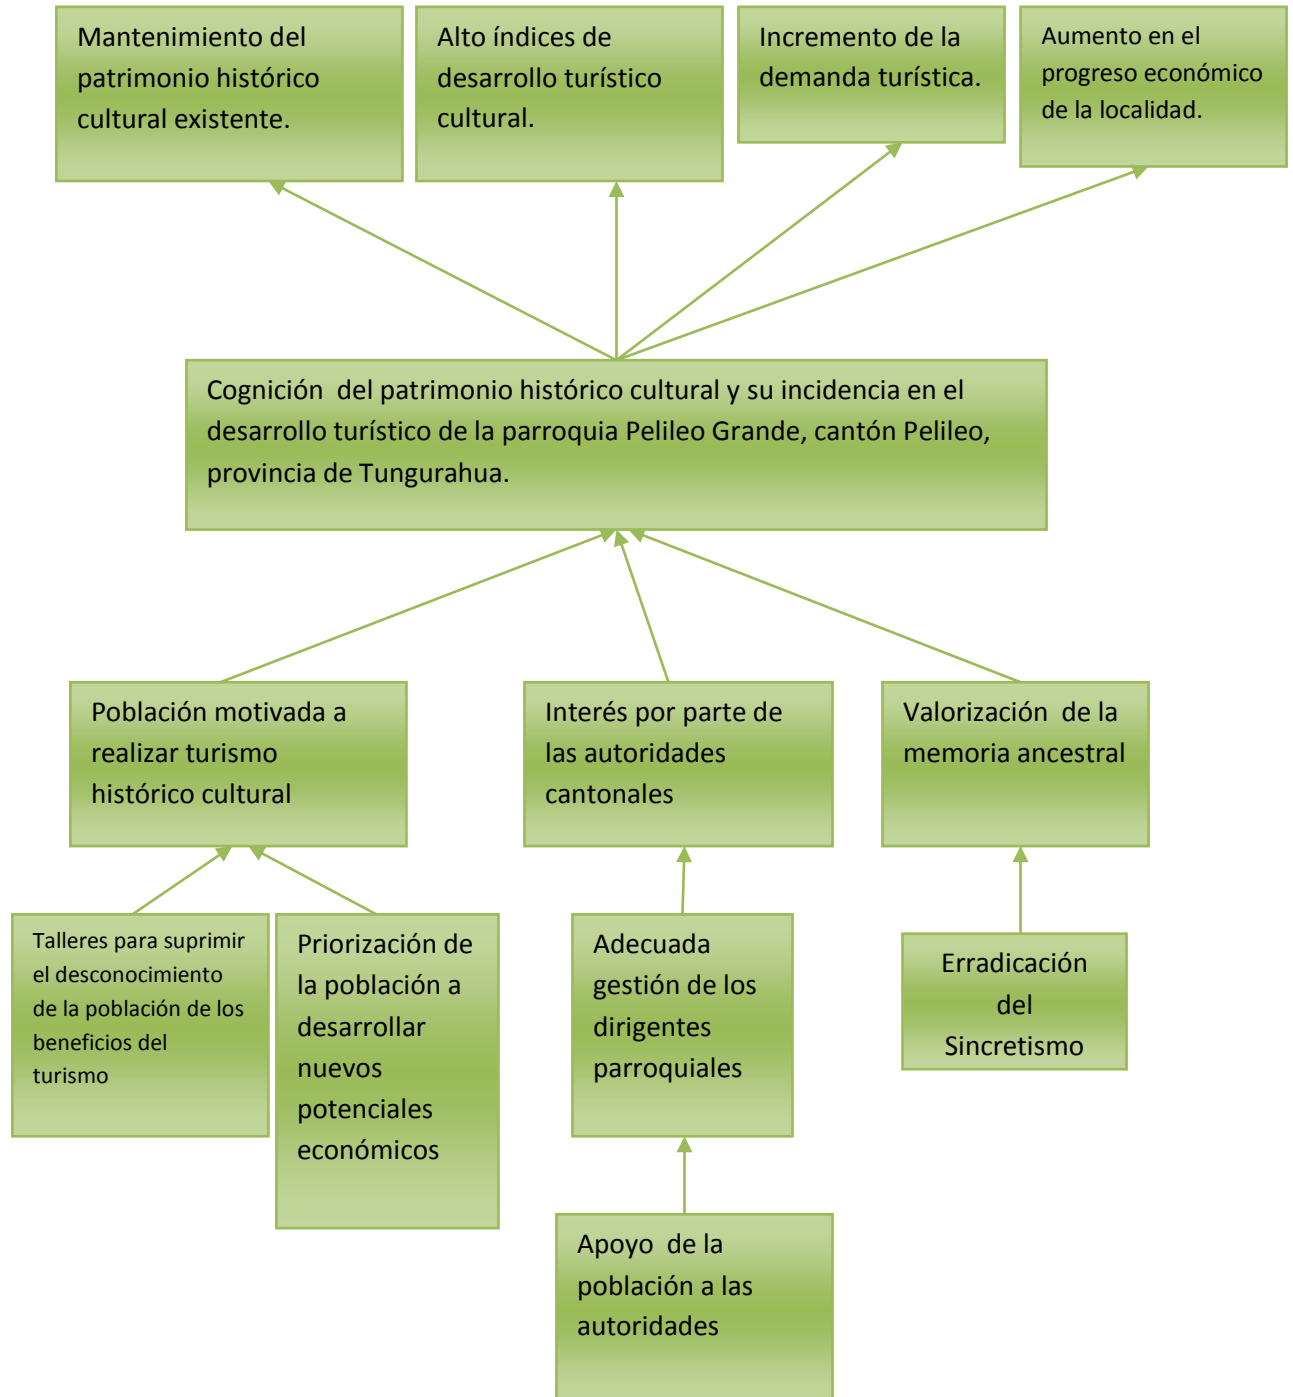 Mantenimiento del
patrimonio histórico
cultural existente.
Alto índices de
desarrollo turístico
cultural.
Incremento de la
demanda turística.
Aumento en el
progreso económico
de la localidad.
Cognición  del patrimonio histórico cultural y su incidencia en el
desarrollo turístico de la parroquia Pelileo Grande, cantón Pelileo,
provincia de Tungurahua.
Población motivada a
realizar turismo
histórico cultural
Interés por parte de
las autoridades
cantonales
Valorización  de la
memoria ancestral
Talleres para suprimir
el desconocimiento
de la población de los
beneficios del
turismo
Priorización de
la población a
desarrollar
nuevos
potenciales
económicos
Adecuada
gestión de los
dirigentes
parroquiales
Erradicación
del
Sincretismo
Apoyo  de la
población a las
autoridades